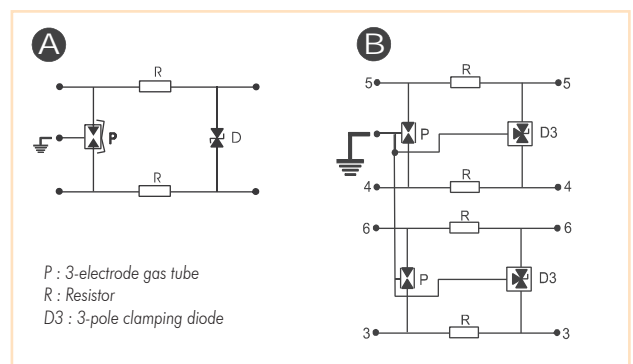 A
R
P
D
R
B
R
5
5
P
D3
R
4
4
R
6
6
P
D3
R
3
3
P : 3-electrode gas tube
R : Resistor
D3 : 3-pole clamping diode